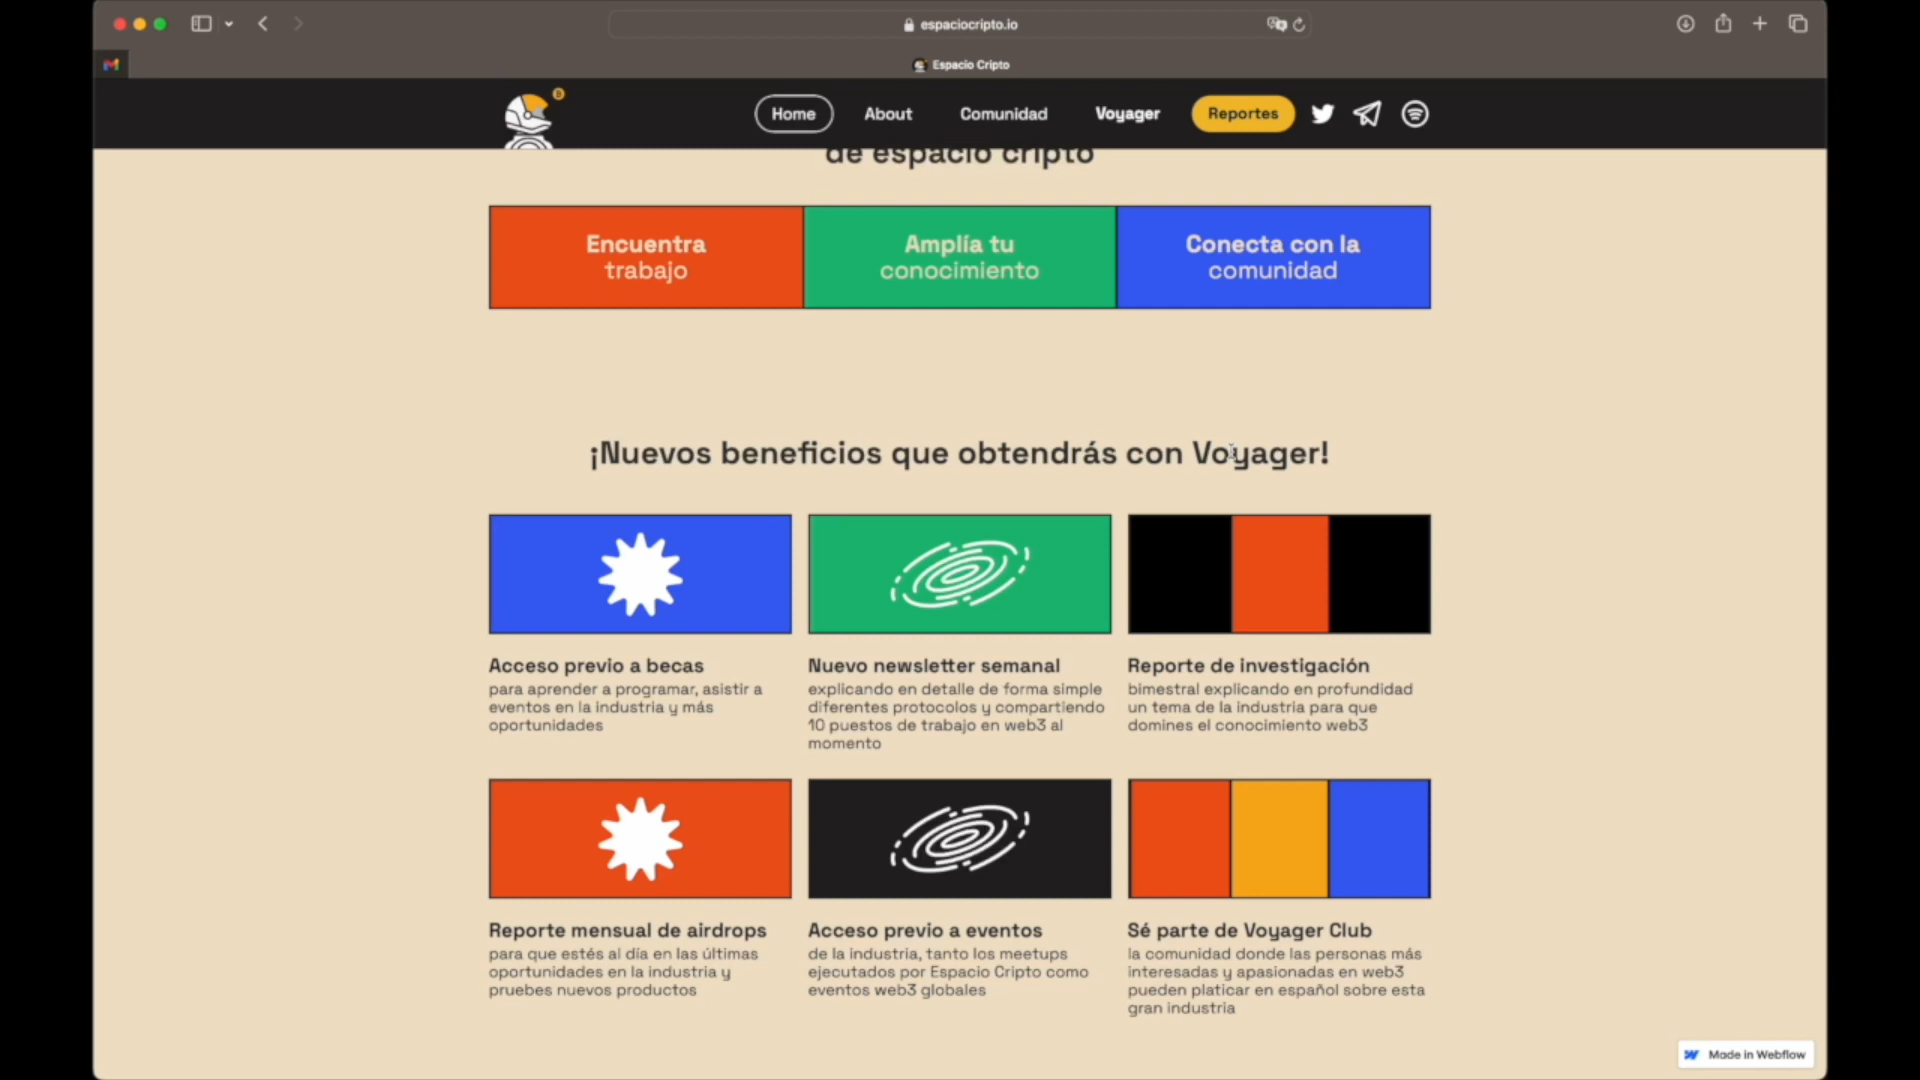 espaciocripto.io
Espacio Cripto
Home
About
Comunidad
Voyager
Reportes
de espacio cripto
Encuentra
trabajo
Amplía tu
conocimiento
Conecta con la
comunidad
¡Nuevos beneficios que obtendrás con Voyager!
Acceso previo a becas
para aprender a programar, asistir a
eventos en la industria y más
oportunidades
Nuevo newsletter semanal
explicando en detalle de forma simple
diferentes protocolos y compartiendo
10 puestos de trabajo en web3 al
momento
Reporte de investigación
bimestral explicando en profundidad
un tema de la industria para que
domines el conocimiento web3
Reporte mensual de airdrops
para que estés al día en las últimas
oportunidades en la industria y
pruebes nuevos productos
Acceso previo a eventos
de la industria, tanto los meetups
ejecutados por Espacio Cripto como
eventos web3 globales
Sé parte de Voyager Club
la comunidad donde las personas más
interesadas y apasionadas en web3
pueden platicar en español sobre esta
gran industria
Made in Webflow